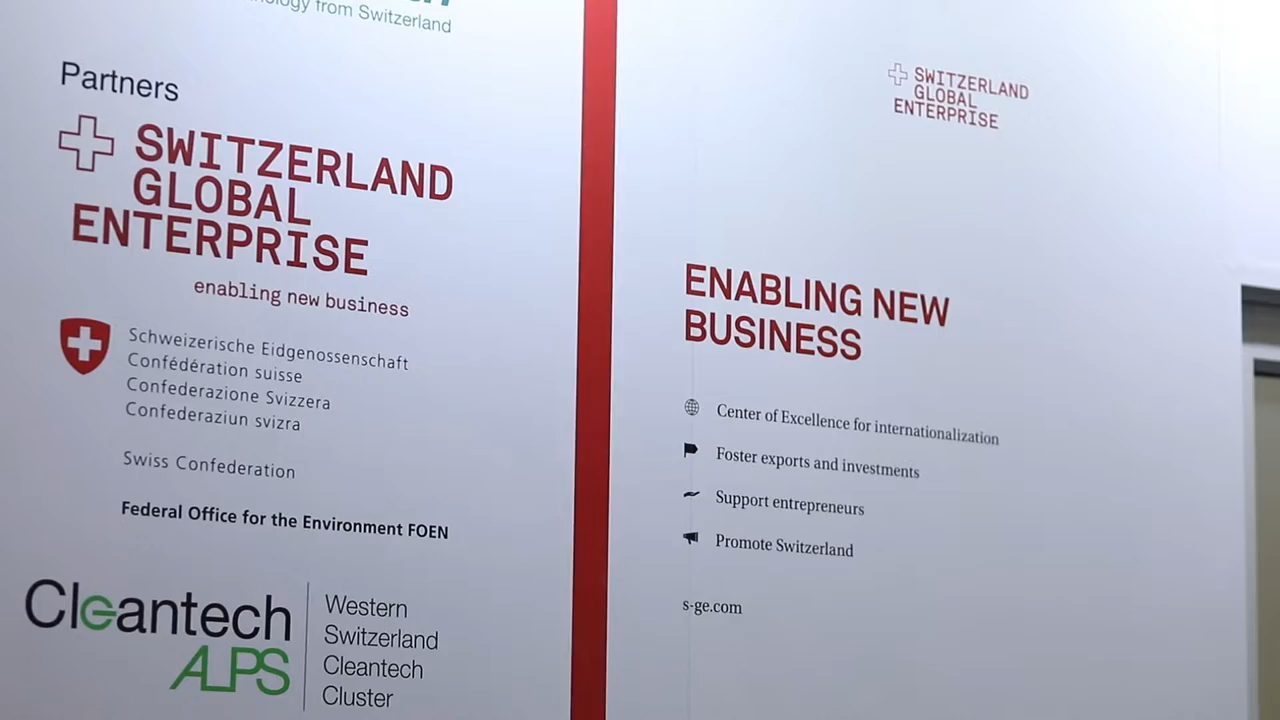 nology from Switzerland
Partners
SWITZERLAND
GLOBAL
ENTERPRISE
enabling new business
Schweizerische Eidgenossenschaft
Confédération suisse
Confederazione Svizzera
Confederaziun svizra
Swiss Confederation
Federal Office for the Environment FOEN
Cleantech
ALPS
Western
Switzerland
Cleantech
Cluster
SWITZERLAND
GLOBAL
ENTERPRISE
ENABLING NEW
BUSINESS
Center of Excellence for internationalization
Foster exports and investments
Support entrepreneurs
Promote Switzerland
s-ge.com